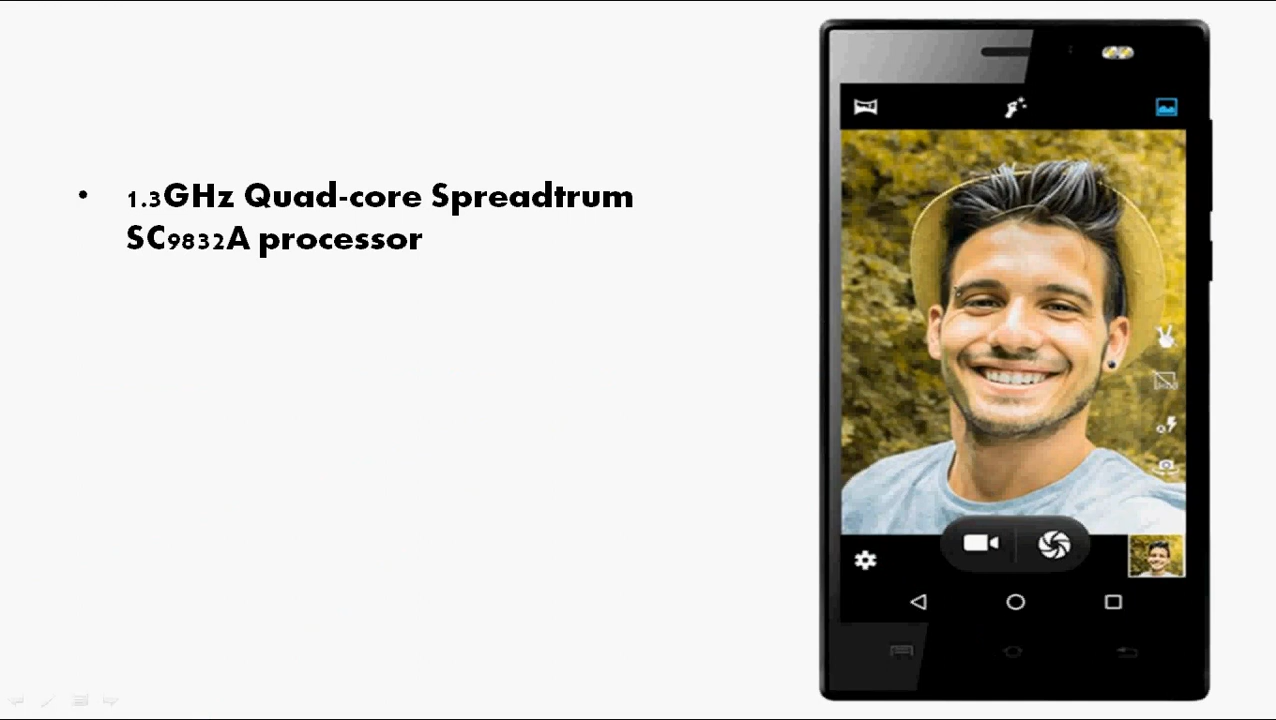 • 1.3GHz Quad-core Spreadtrum
SC9832A processor